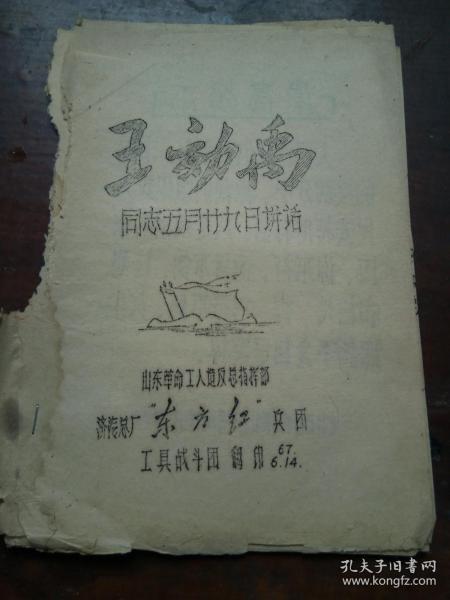 王効禹
同志五月廿九日讲话
山东革命工人造反总指挥部
济汽总厂"东方红"兵团
工具战斗团 翻印 67.6.14.
孔夫子旧书网
www.kongfz.com